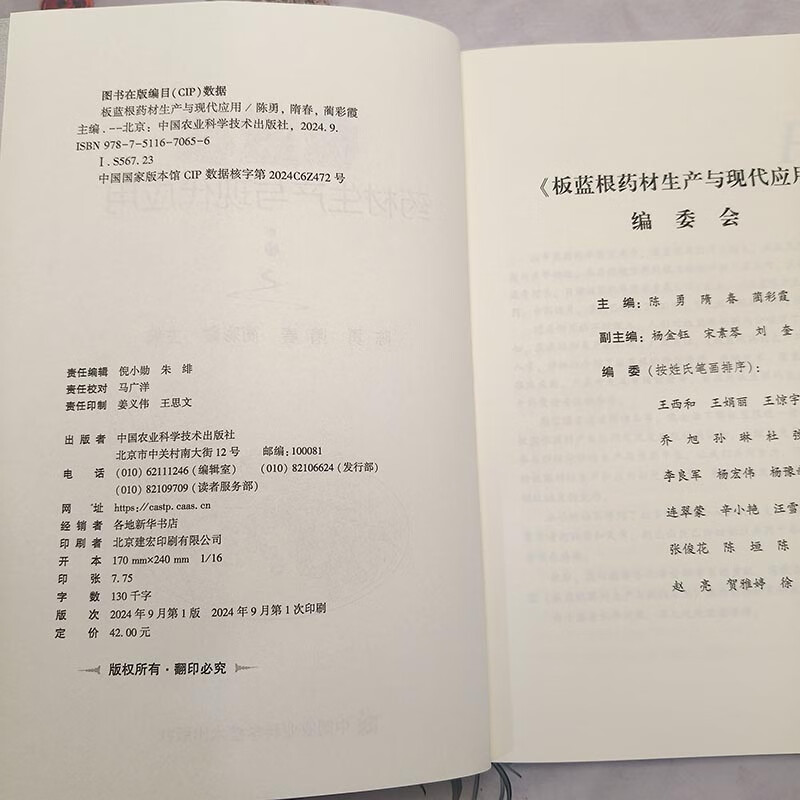 图书在版编目(CIP)数据
板蓝根药材生产与现代应用 / 陈勇, 隋春, 蔺彩霞
主编. --北京: 中国农业科学技术出版社, 2024.9.
ISBN 978-7-5116-7065-6
Ⅰ. S567.23
中国国家版本馆 CIP 数据核字第 2024C6Z472 号
责任编辑 倪小勋 朱 绯
责任校对 马广洋
责任印制 姜义伟 王思文
出 版 者 中国农业科学技术出版社
北京市中关村南大街 12 号 邮编: 100081
电 话 (010) 62111246 (编辑室) (010) 82106624 (发行部)
(010) 82109709 (读者服务部)
网 址 https://castp.caas.cn
经 销 者 各地新华书店
印 刷 者 北京建宏印刷有限公司
开 本 170 mm×240 mm 1/16
印 张 7.75
字 数 130 千字
版 次 2024 年 9 月第 1 版 2024 年 9 月第 1 次印刷
定 价 42.00 元
版权所有·翻印必究
《板蓝根药材生产与现代应用
编 委 会
主 编: 陈 勇 隋 春 蔺彩霞
副主编: 杨金钰 宋素琴 刘 奎
编 委 (按姓氏笔画排序):
王西和 王娟丽 王惊宇
乔 旭 孙 琳 杜 弢
李良军 杨宏伟 杨豫
连翠蒙 辛小艳 汪雪
张俊花 陈 垣 陈
赵 亮 贺雅婷 徐